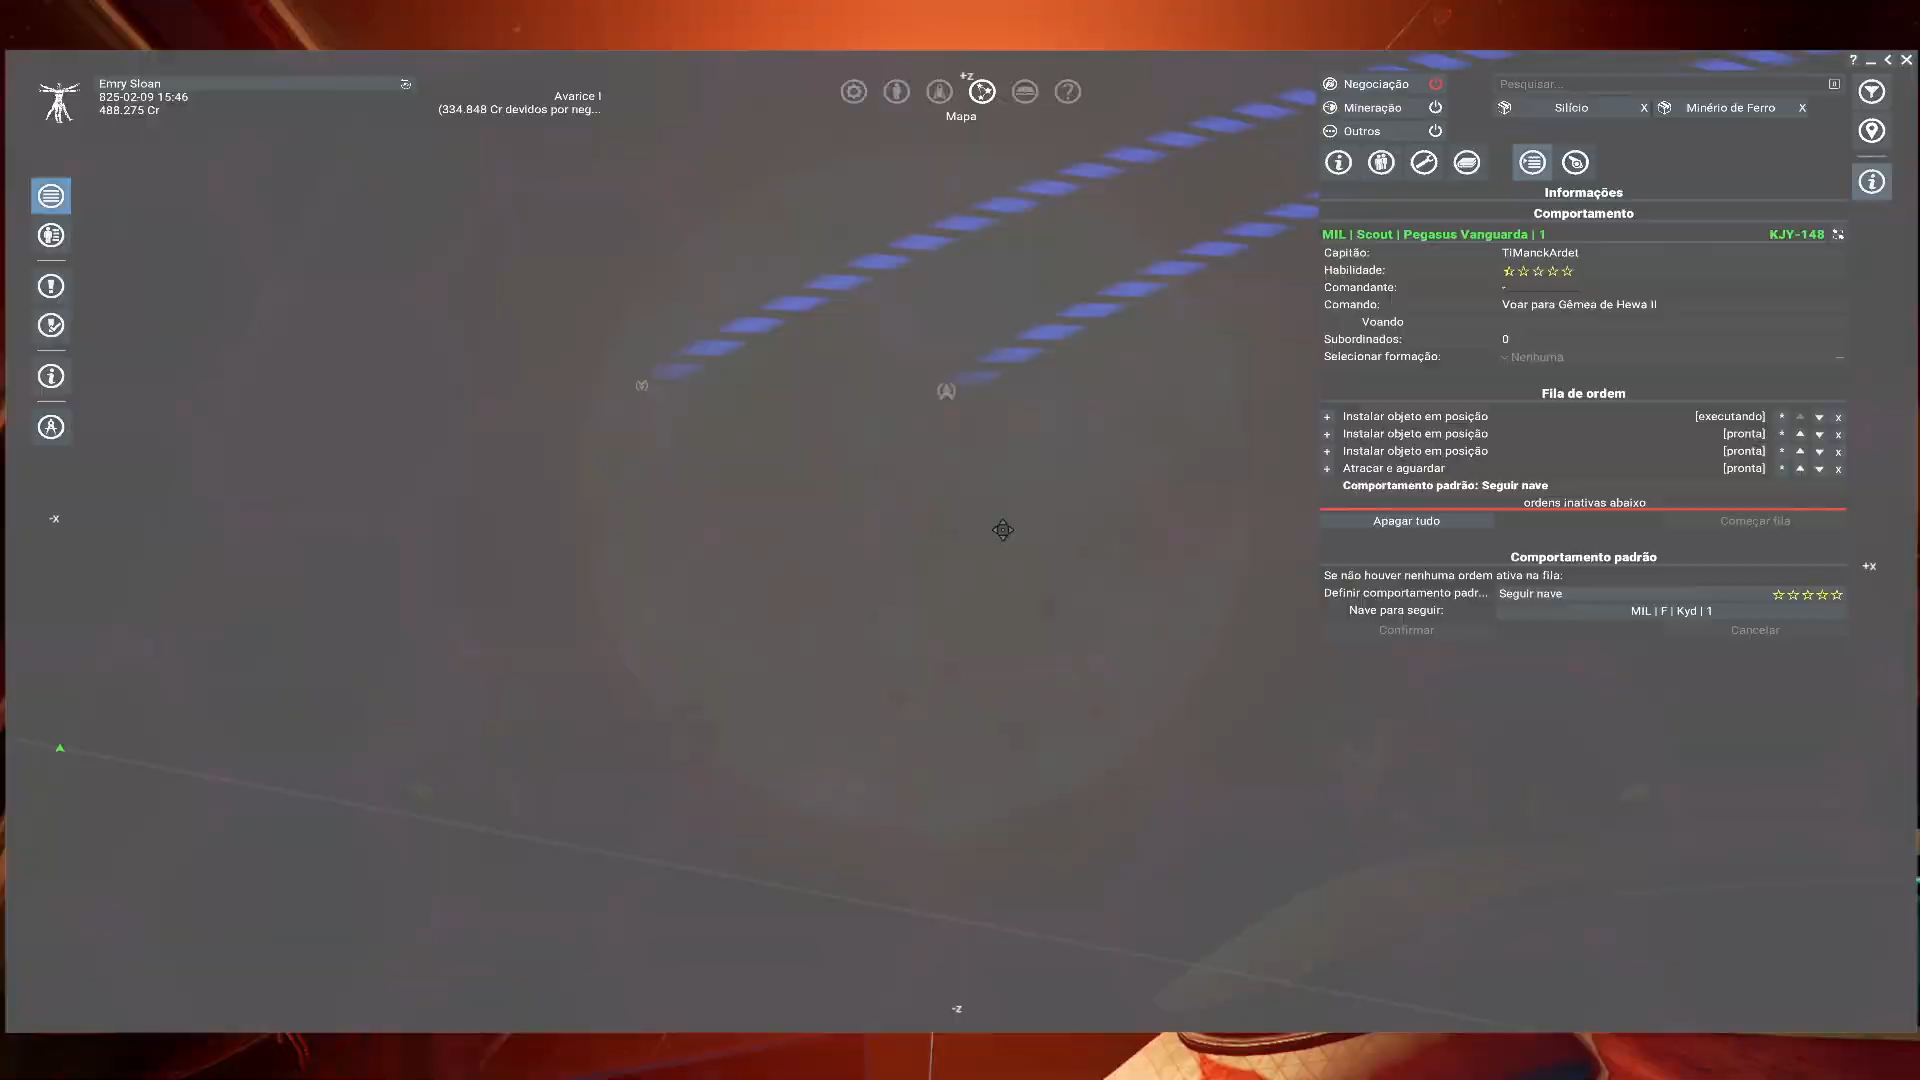 Emry Sloan
825-02-09 15:46
488.275 Cr
Avarice I
(334.848 Cr devidos por neg...
+z
Mapa
? _ < X
Negociação
Mineração
Outros
Pesquisar...
Silício X
Minério de Ferro X
Informações
Comportamento
MIL | Scout | Pegasus Vanguarda | 1 KJY-148
Capitão: TiManckArdet
Habilidade: ☆☆☆☆☆
Comandante: -
Comando: Voar para Gêmea de Hewa II
Voando
Subordinados: 0
Selecionar formação: Nenhuma
Fila de ordem
+ Instalar objeto em posição [executando] * x
+ Instalar objeto em posição [pronta] * x
+ Instalar objeto em posição [pronta] * x
+ Atracar e aguardar [pronta] * x
Comportamento padrão: Seguir nave
ordens inativas abaixo
Apagar tudo Começar fila
Comportamento padrão
Se não houver nenhuma ordem ativa na fila:
Definir comportamento padr... Seguir nave ☆☆☆☆☆
Nave para seguir: MIL | F | Kyd | 1
Confirmar Cancelar
-x
+x
-z